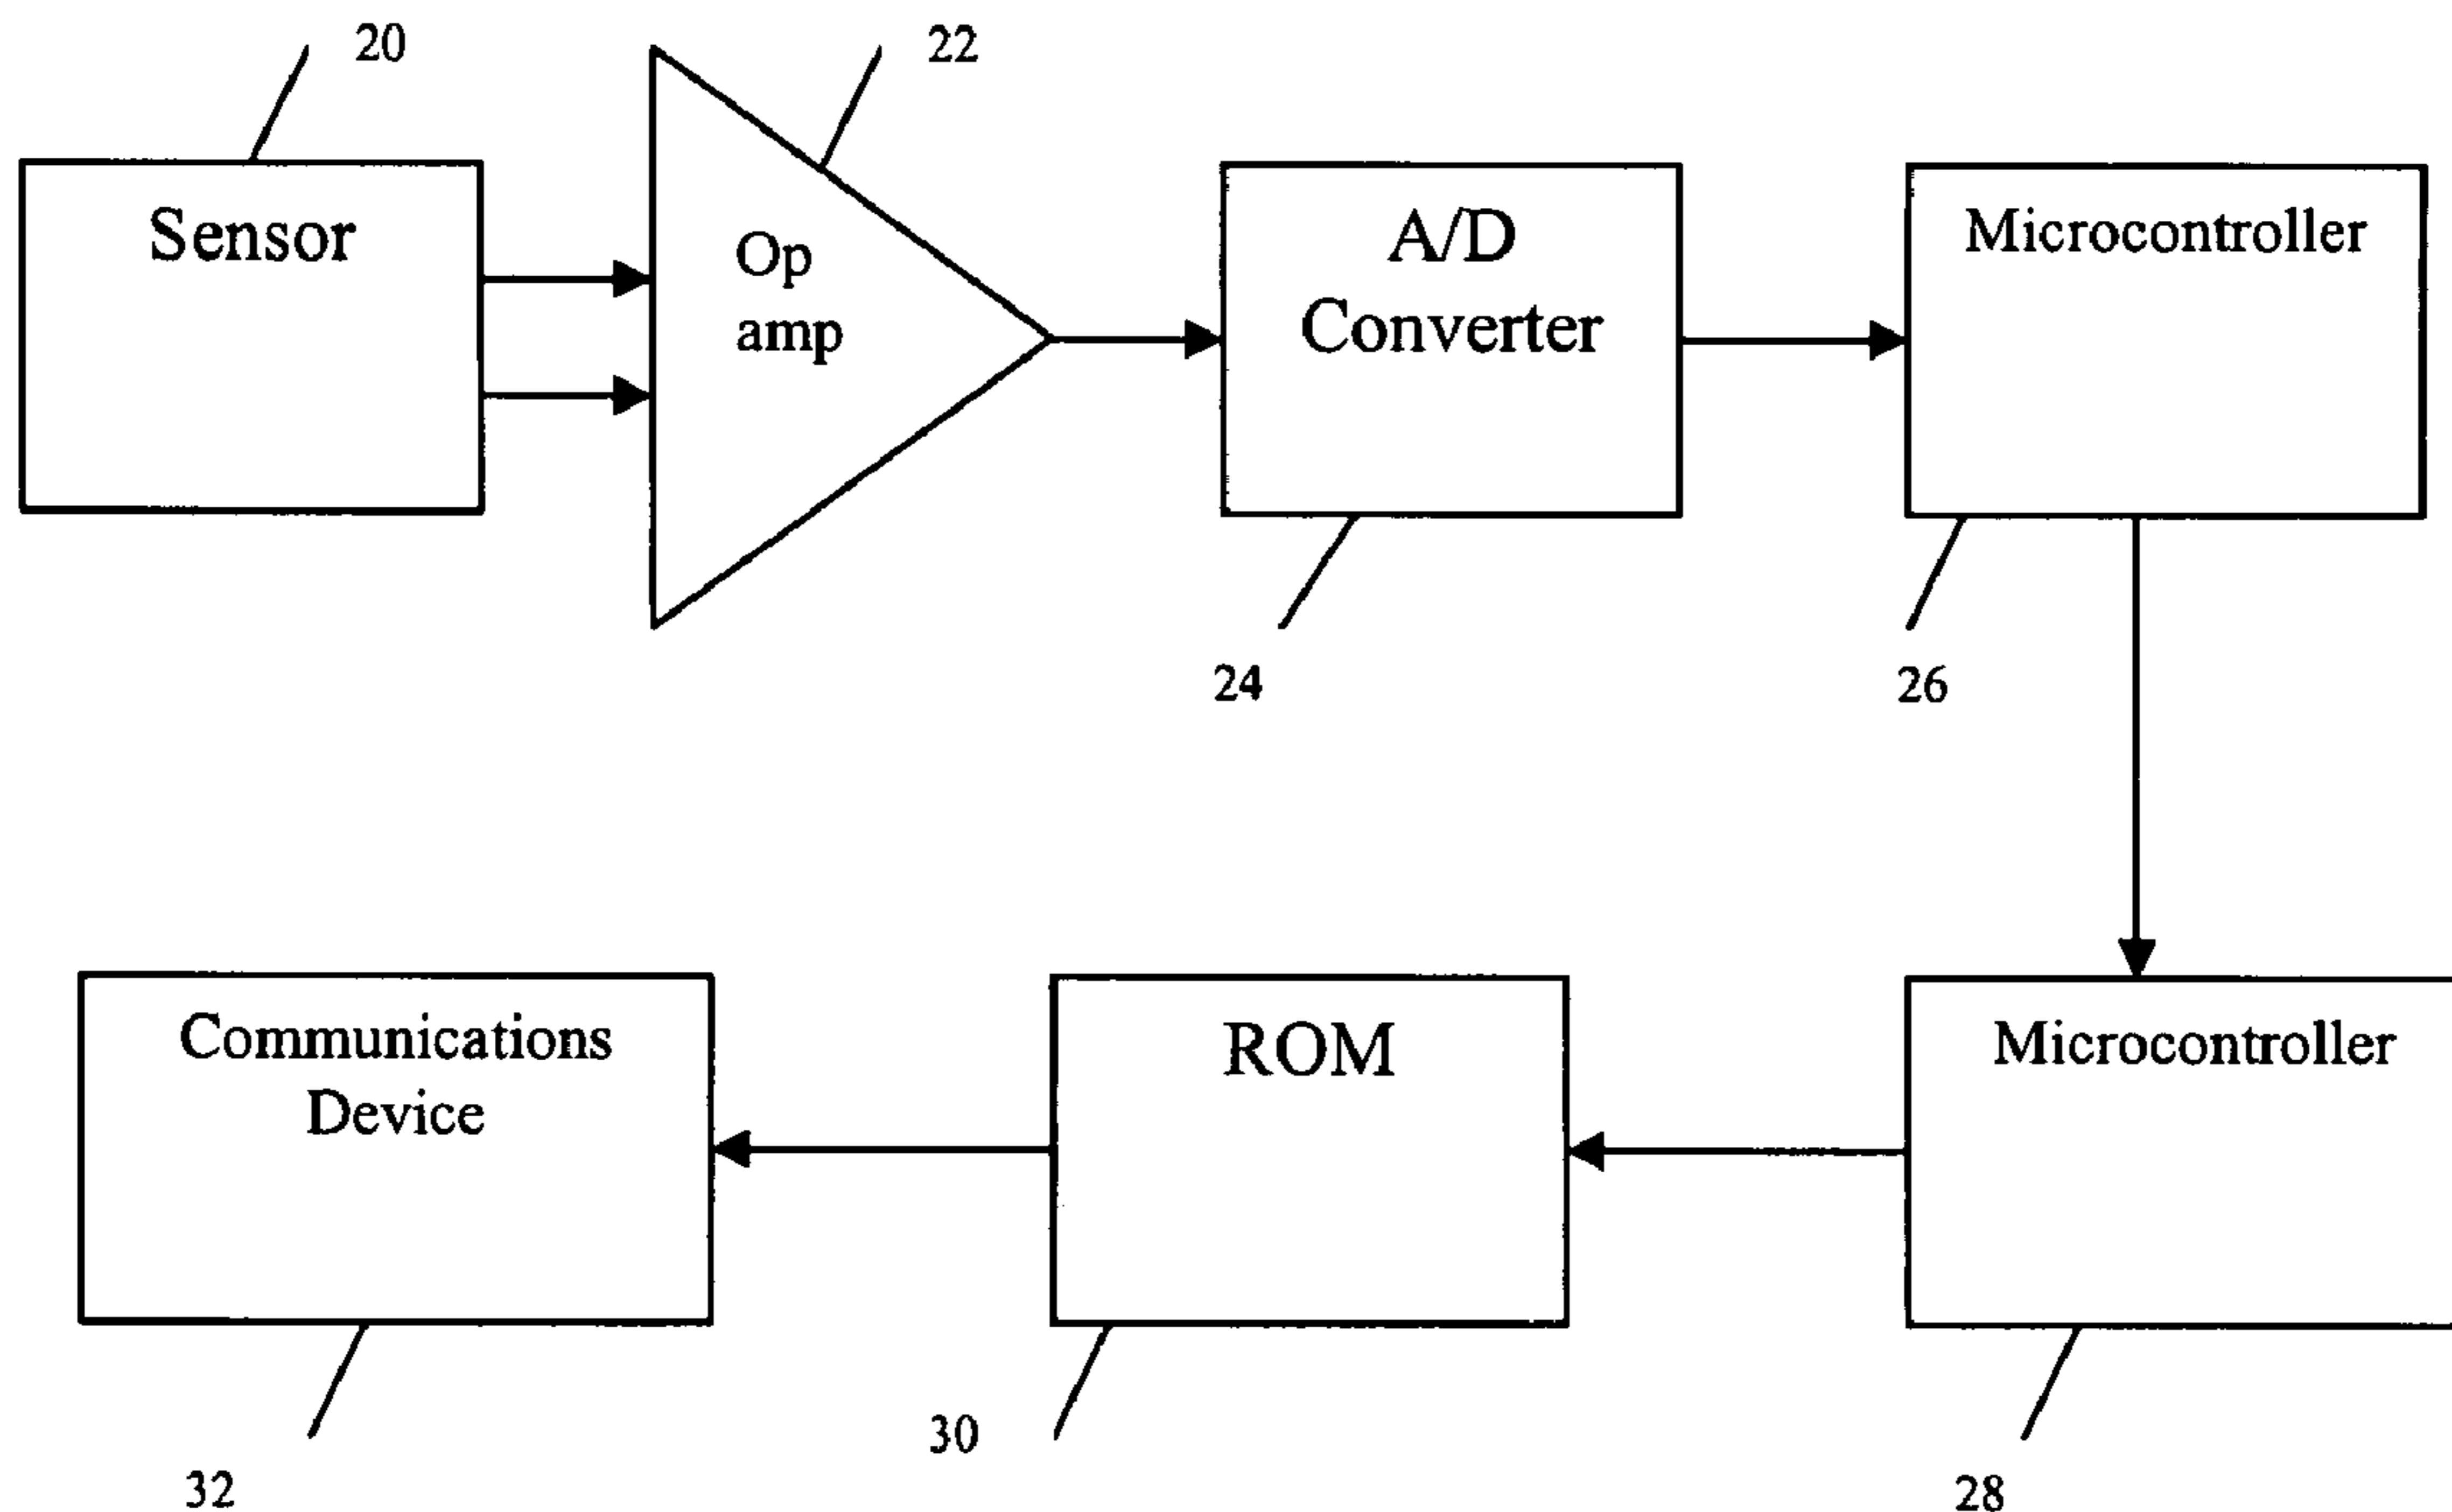 20
22
Sensor
Op
amp
A/D
Converter
Microcontroller
24
26
Communications
Device
ROM
Microcontroller
32
30
28